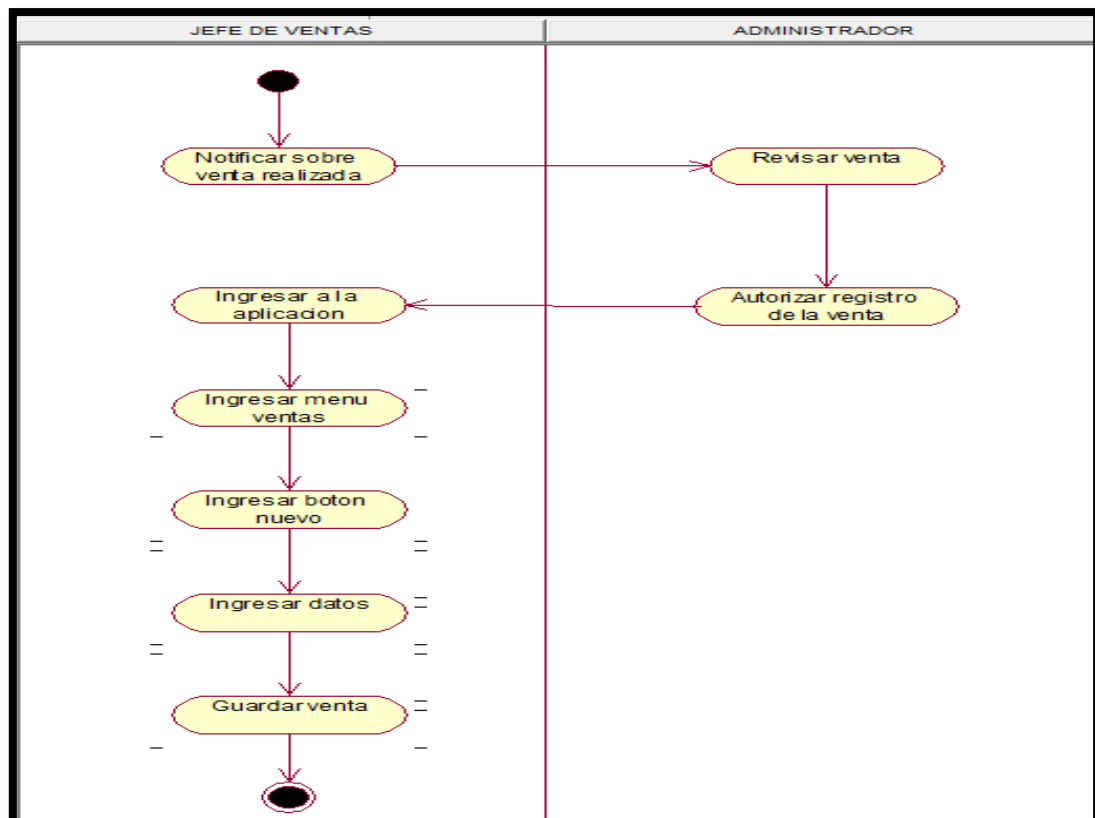 JEFE DE VENTAS
ADMINISTRADOR
Notificar sobre
venta realizada
Revisar venta
Autorizar registro
de la venta
Ingresar a la
aplicacion
Ingresar menu
ventas
Ingresar boton
nuevo
Ingresar datos
Guardar venta